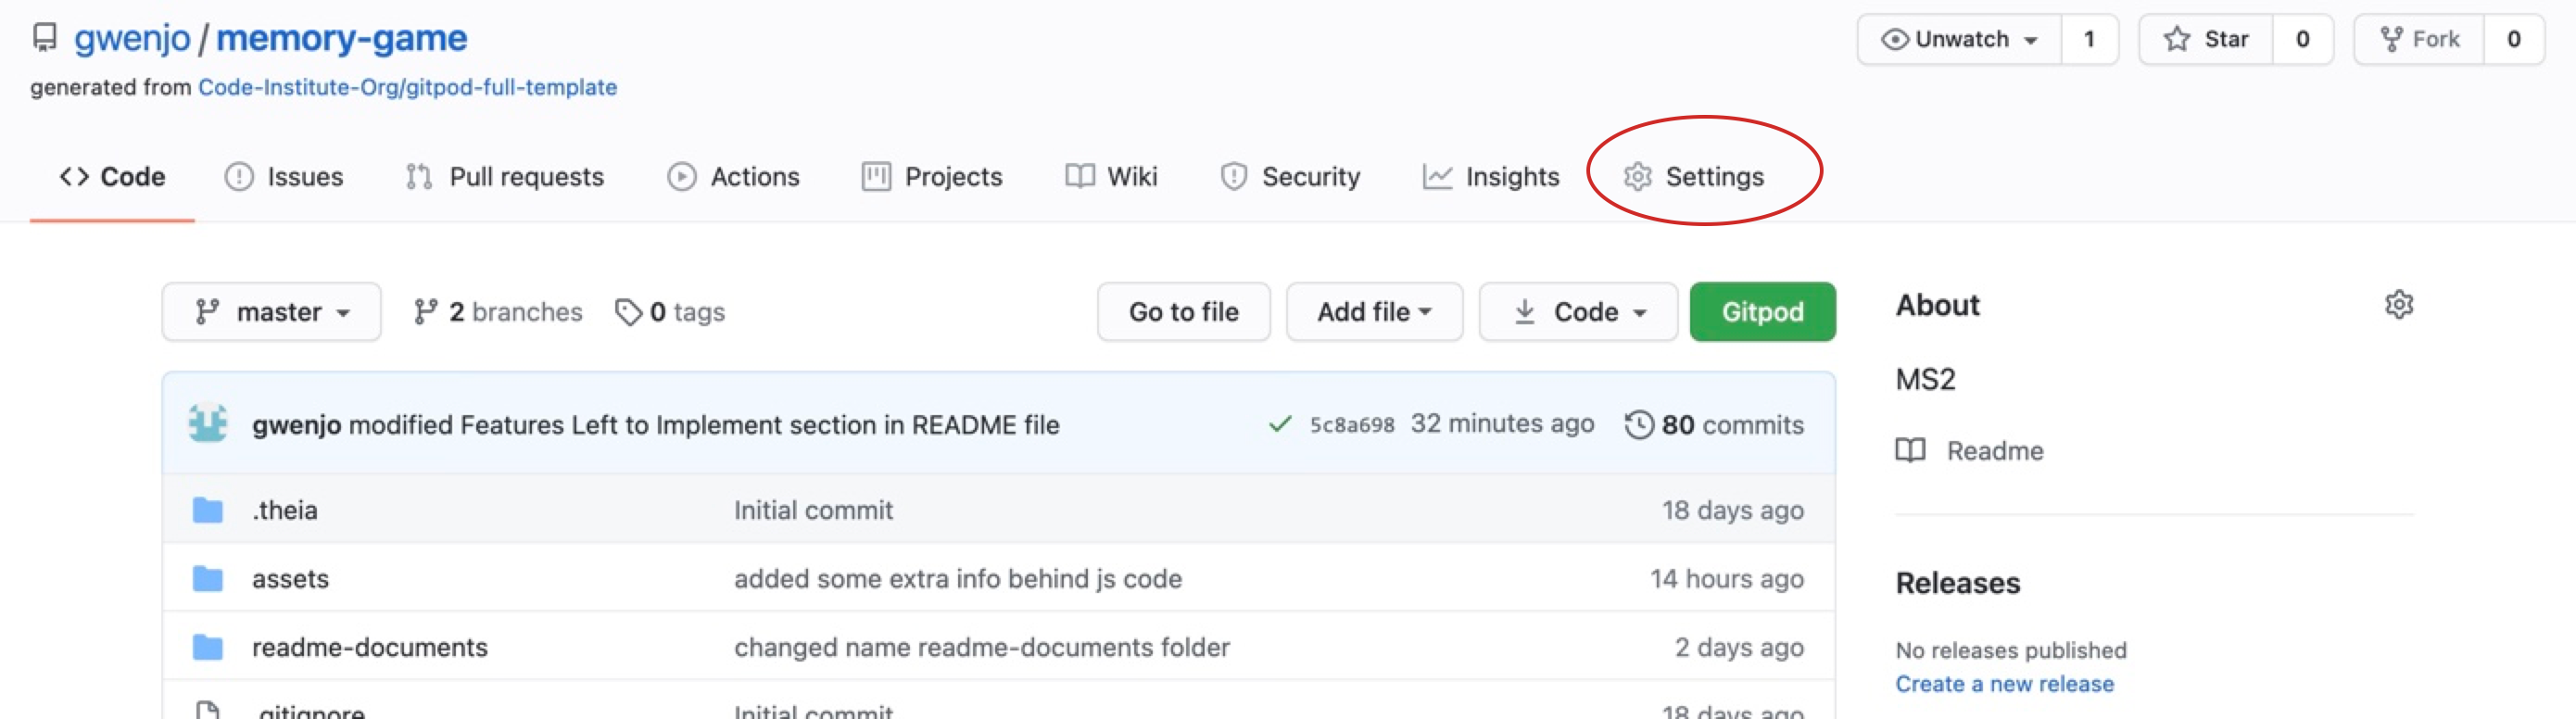 gwenjo / memory-game
Unwatch 1 Star 0 Fork 0
generated from Code-Institute-Org/gitpod-full-template
Code Issues Pull requests Actions Projects Wiki Security Insights Settings
master 2 branches 0 tags Go to file Add file Code Gitpod
gwenjo modified Features Left to Implement section in README file 5c8a698 32 minutes ago 80 commits
.theia Initial commit 18 days ago
assets added some extra info behind js code 14 hours ago
readme-documents changed name readme-documents folder 2 days ago
.gitignore Initial commit 18 days ago
About
MS2
Readme
Releases
No releases published
Create a new release